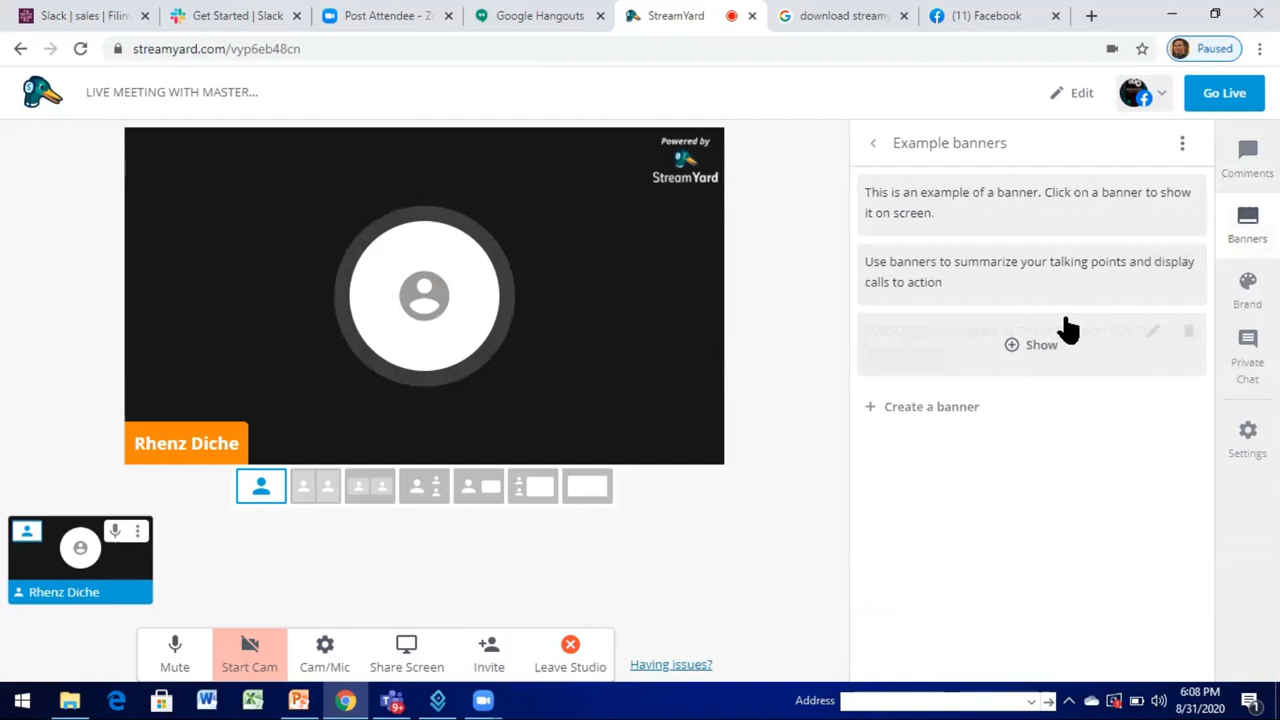 Slack | sales | Filin
Get Started | Slack
Post Attendee - Z
Google Hangouts
StreamYard
download stream
(11) Facebook
streamyard.com/vyp6eb48cn
Paused
LIVE MEETING WITH MASTER...
Edit
Go Live
Powered by
StreamYard
Rhenz Diche
Example banners
This is an example of a banner. Click on a banner to show
it on screen.
Use banners to summarize your talking points and display
calls to action
Show
+ Create a banner
Comments
Banners
Brand
Private
Chat
Settings
Rhenz Diche
Mute
Start Cam
Cam/Mic
Share Screen
Invite
Leave Studio
Having issues?
Address
6:08 PM
8/31/2020